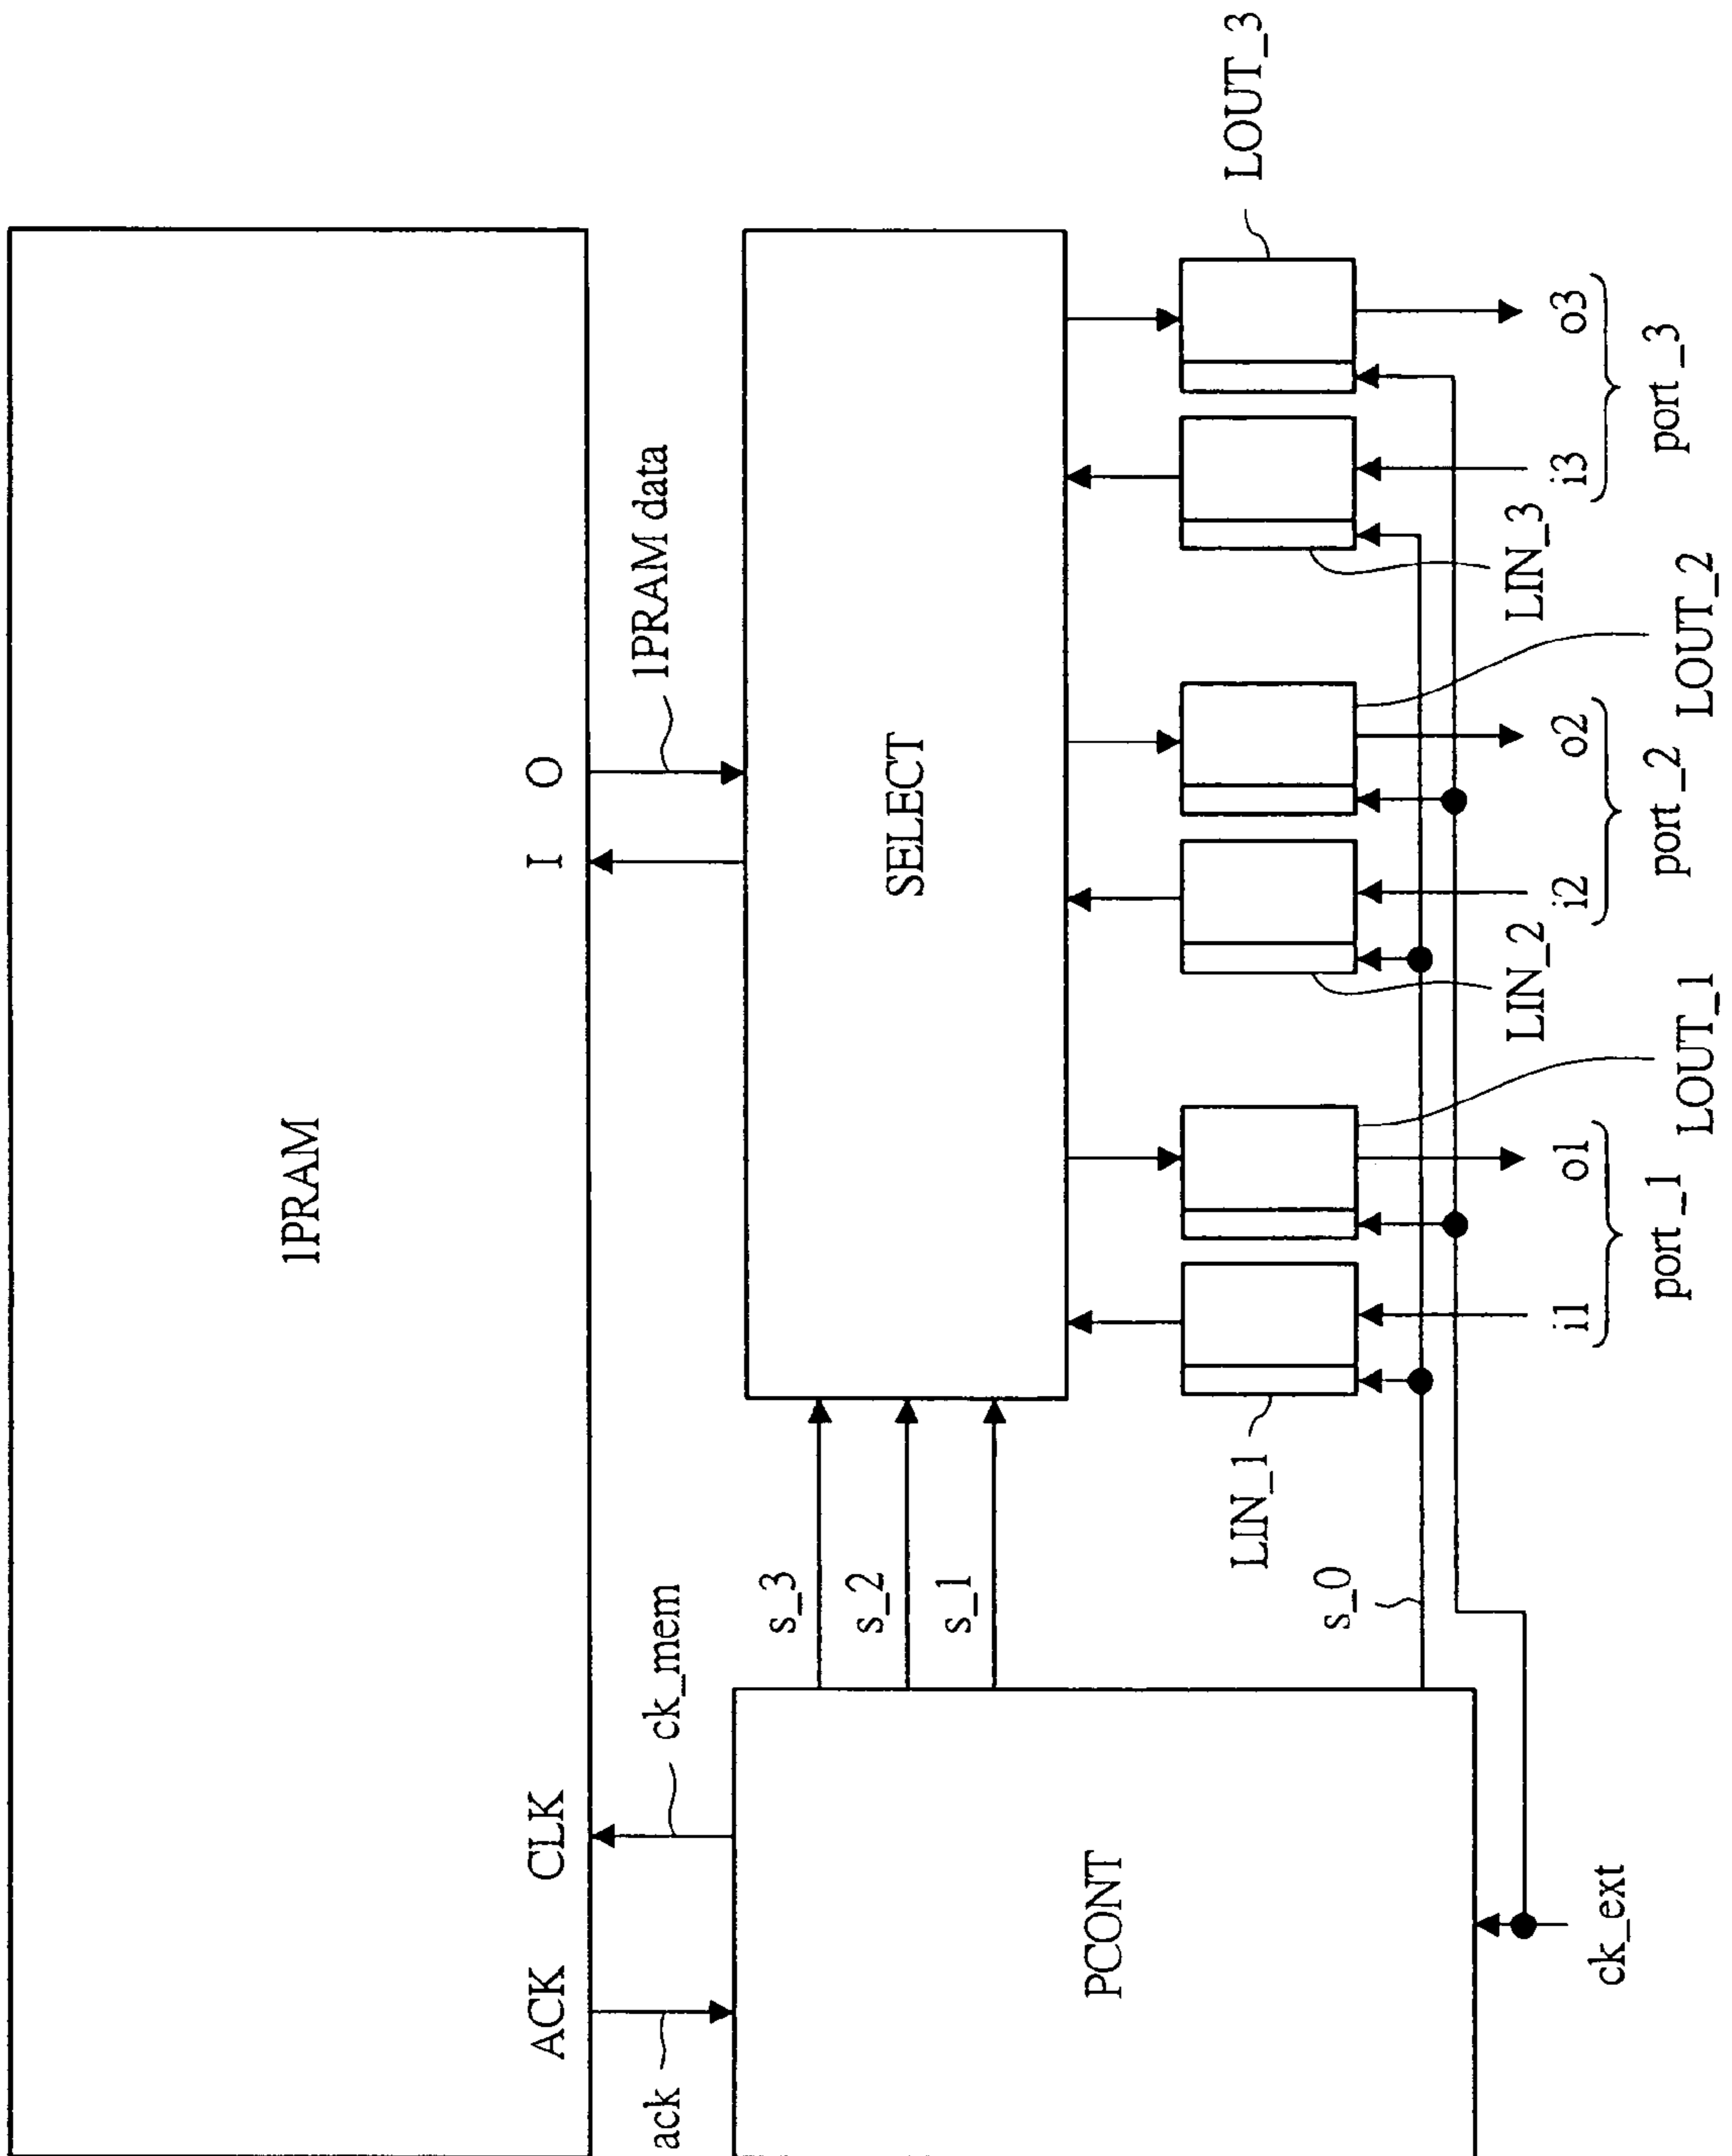 1PRAM
ACK CLK I O
ack
ck_mem
1PRAM data
s_3
s_2
s_1
SELECT
PCONT
LOUT_3
LIN_1
s_0
LIN_2
LIN_3
ck_ext
i1 o1 i2 o2 i3 o3
port_1 port_2 port_3
LOUT_1 LOUT_2